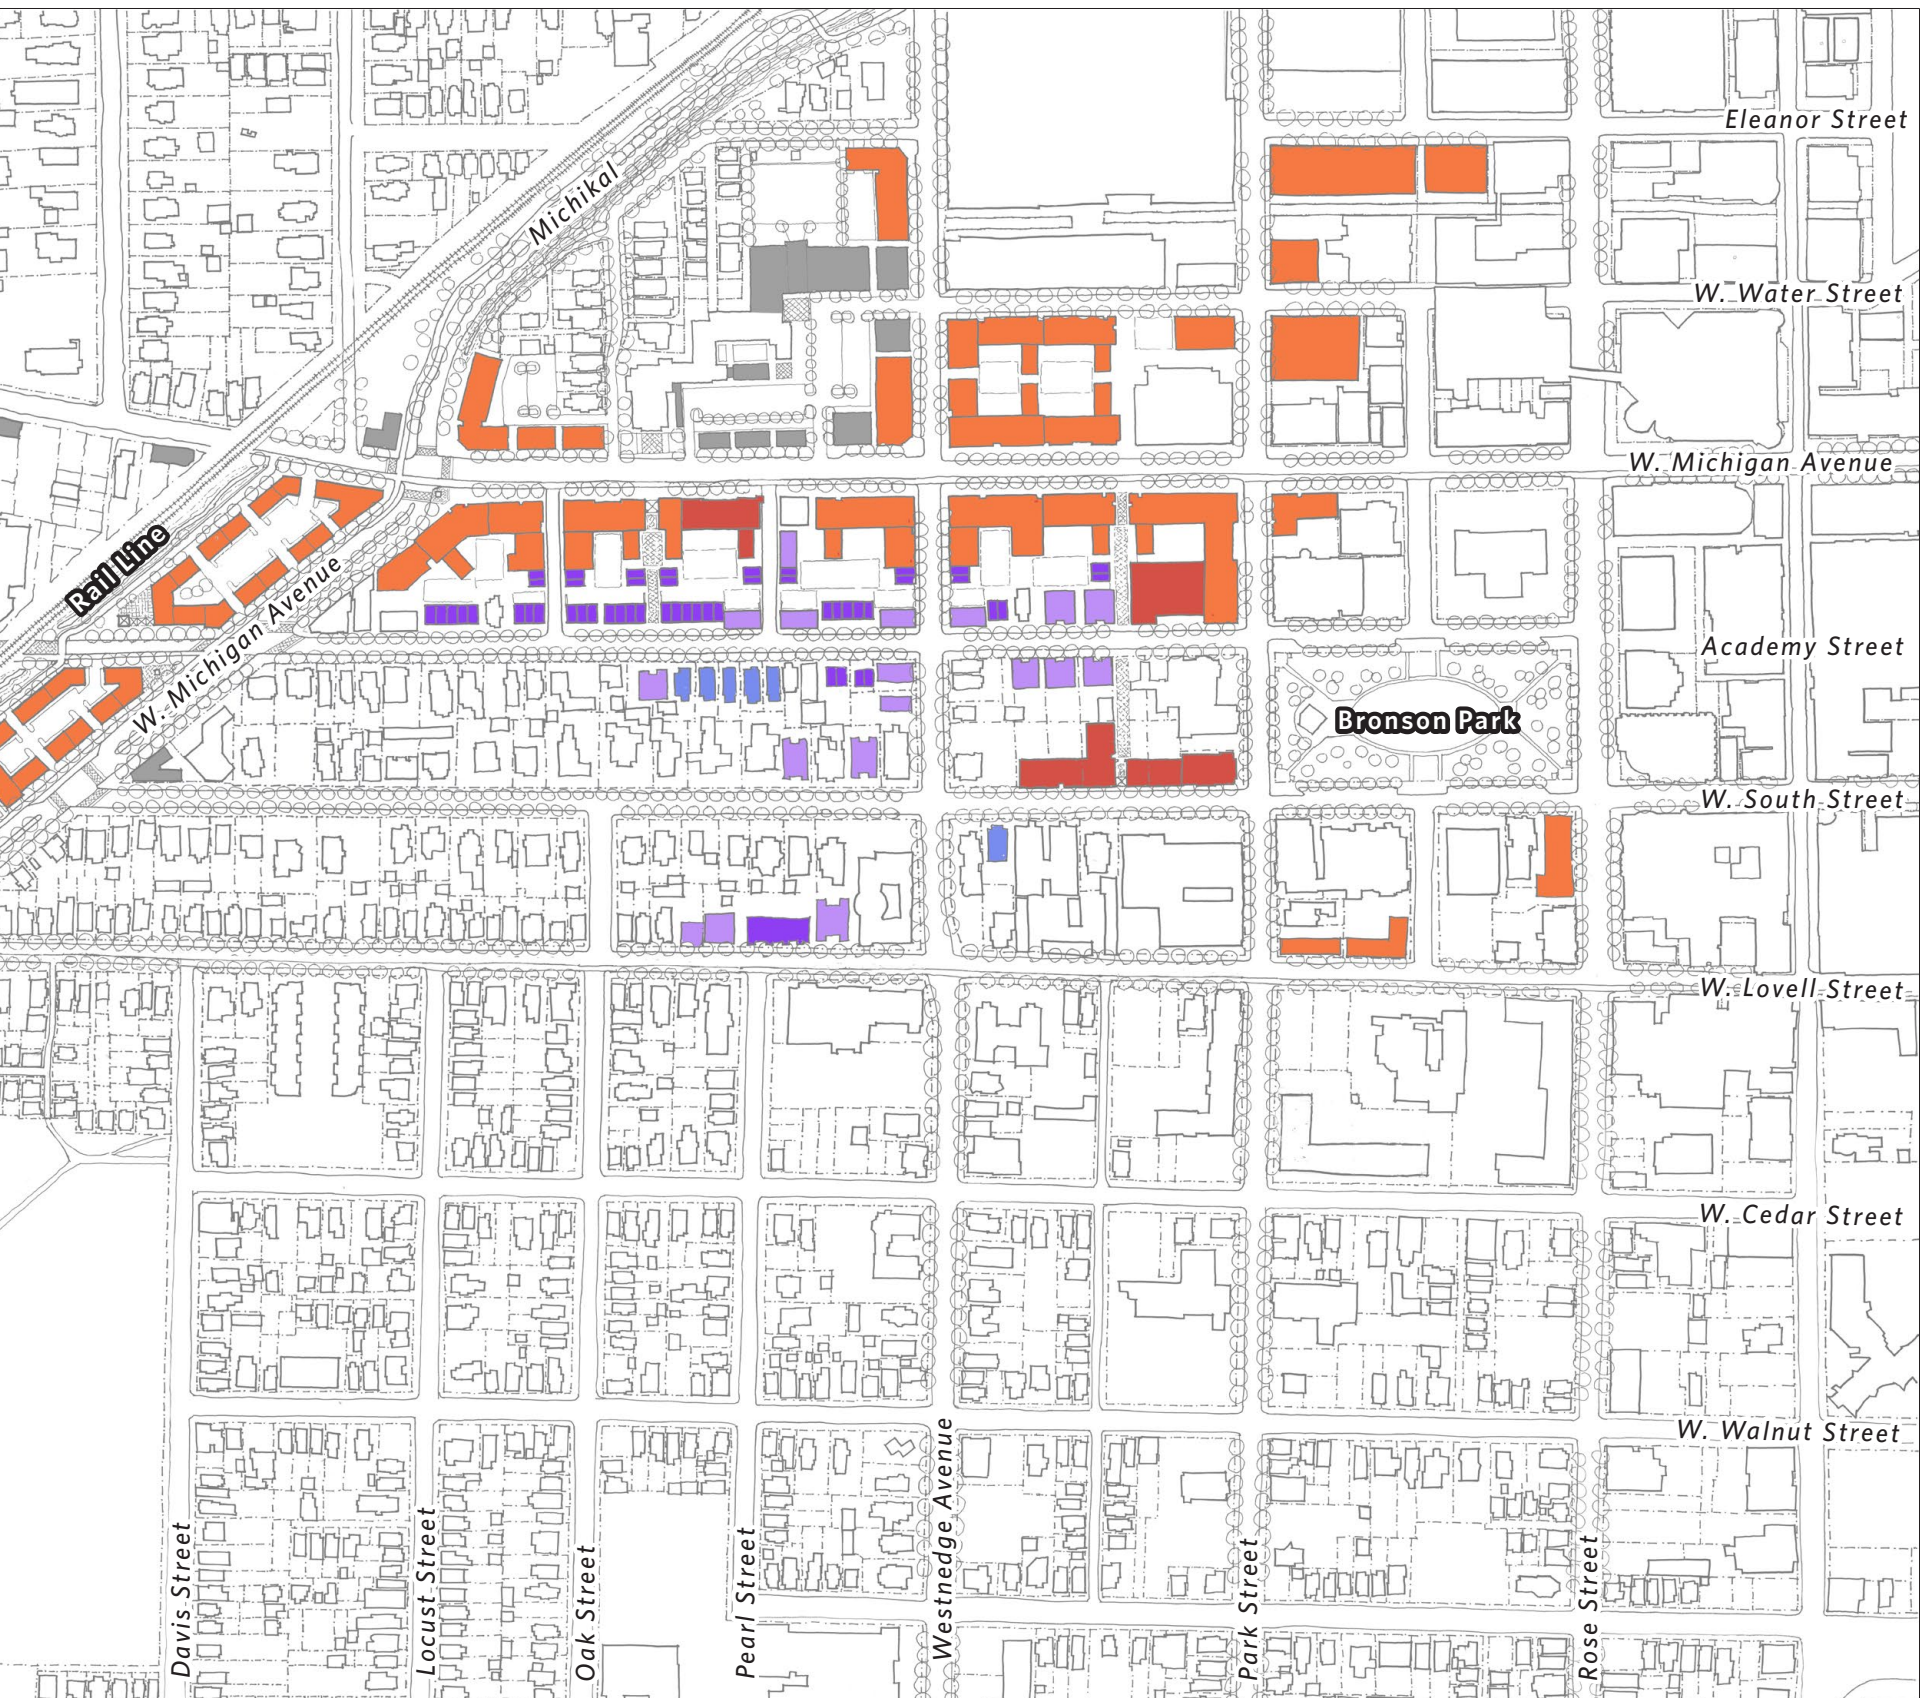 Eleanor Street
Michikal
W. Water Street
W. Michigan Avenue
Rail Line
W. Michigan Avenue
Academy Street
Bronson Park
W. South Street
W. Lovell Street
W. Cedar Street
W. Walnut Street
Davis Street
Locust Street
Oak Street
Pearl Street
Westnedge Avenue
Park Street
Rose Street